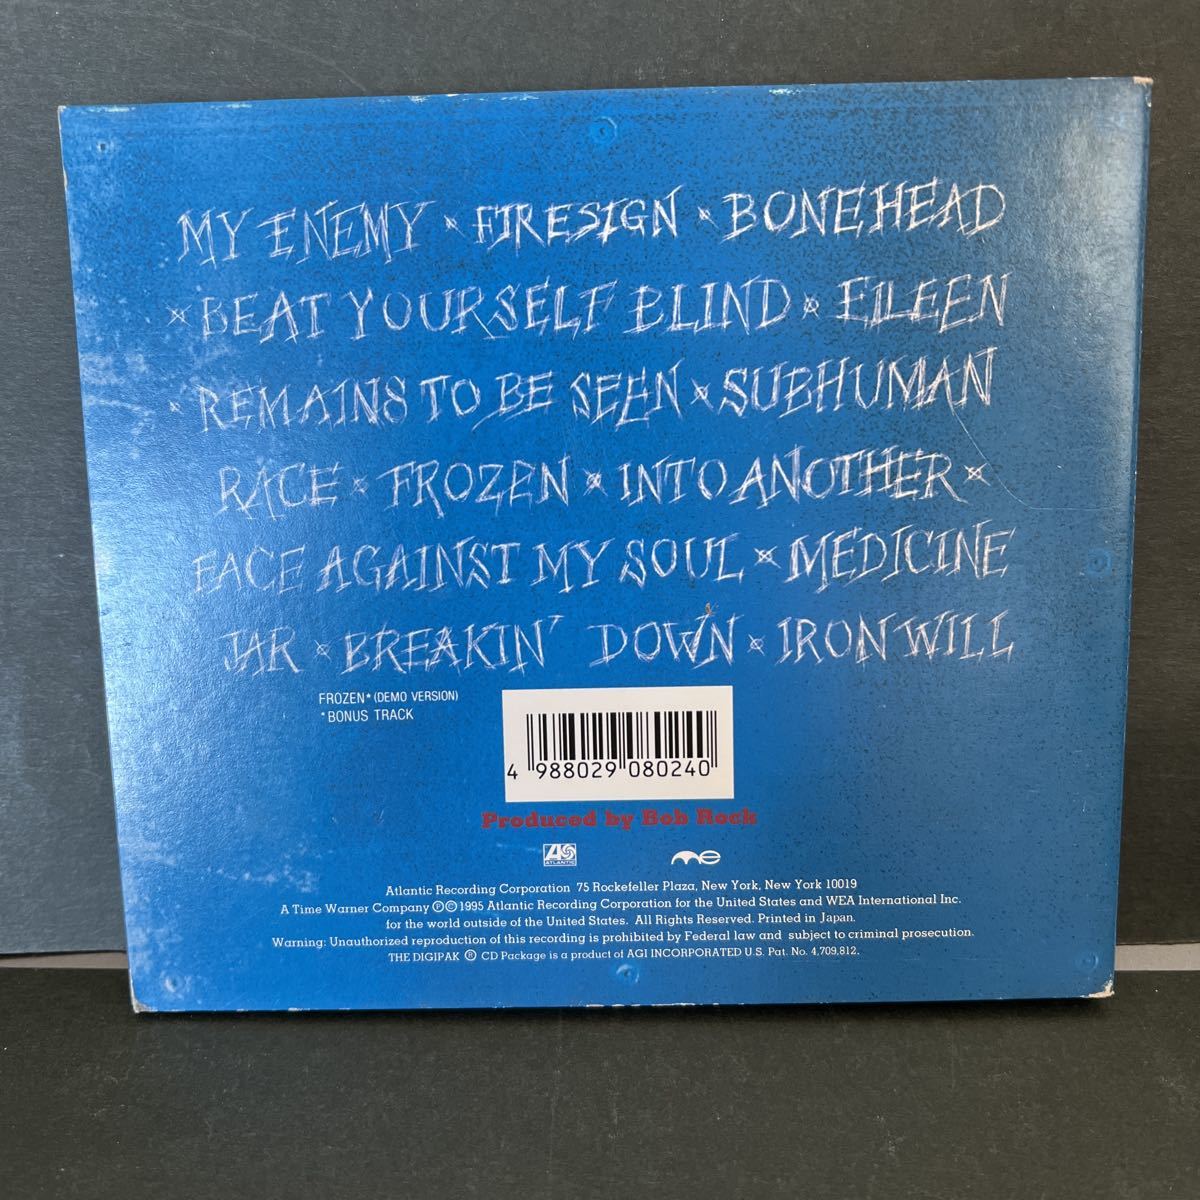 MY ENEMY × FIRESIGN × BONEHEAD
× BEAT YOURSELF BLIND × EILEEN
× REMAINS TO BE SEEN × SUBHUMAN
RACE × FROZEN × INTO ANOTHER ×
FACE AGAINST MY SOUL × MEDICINE
JAR × BREAKIN' DOWN × IRON WILL
FROZEN* (DEMO VERSION)
*BONUS TRACK
4 988029 080240
Produced by Bob Rock
ATLANTIC
Atlantic Recording Corporation 75 Rockefeller Plaza, New York, New York 10019
A Time Warner Company ℗© 1995 Atlantic Recording Corporation for the United States and WEA International Inc.
for the world outside of the United States. All Rights Reserved. Printed in Japan.
Warning: Unauthorized reproduction of this recording is prohibited by Federal law and subject to criminal prosecution.
THE DIGIPAK ® CD Package is a product of AGI INCORPORATED U.S. Pat. No. 4,709,812.